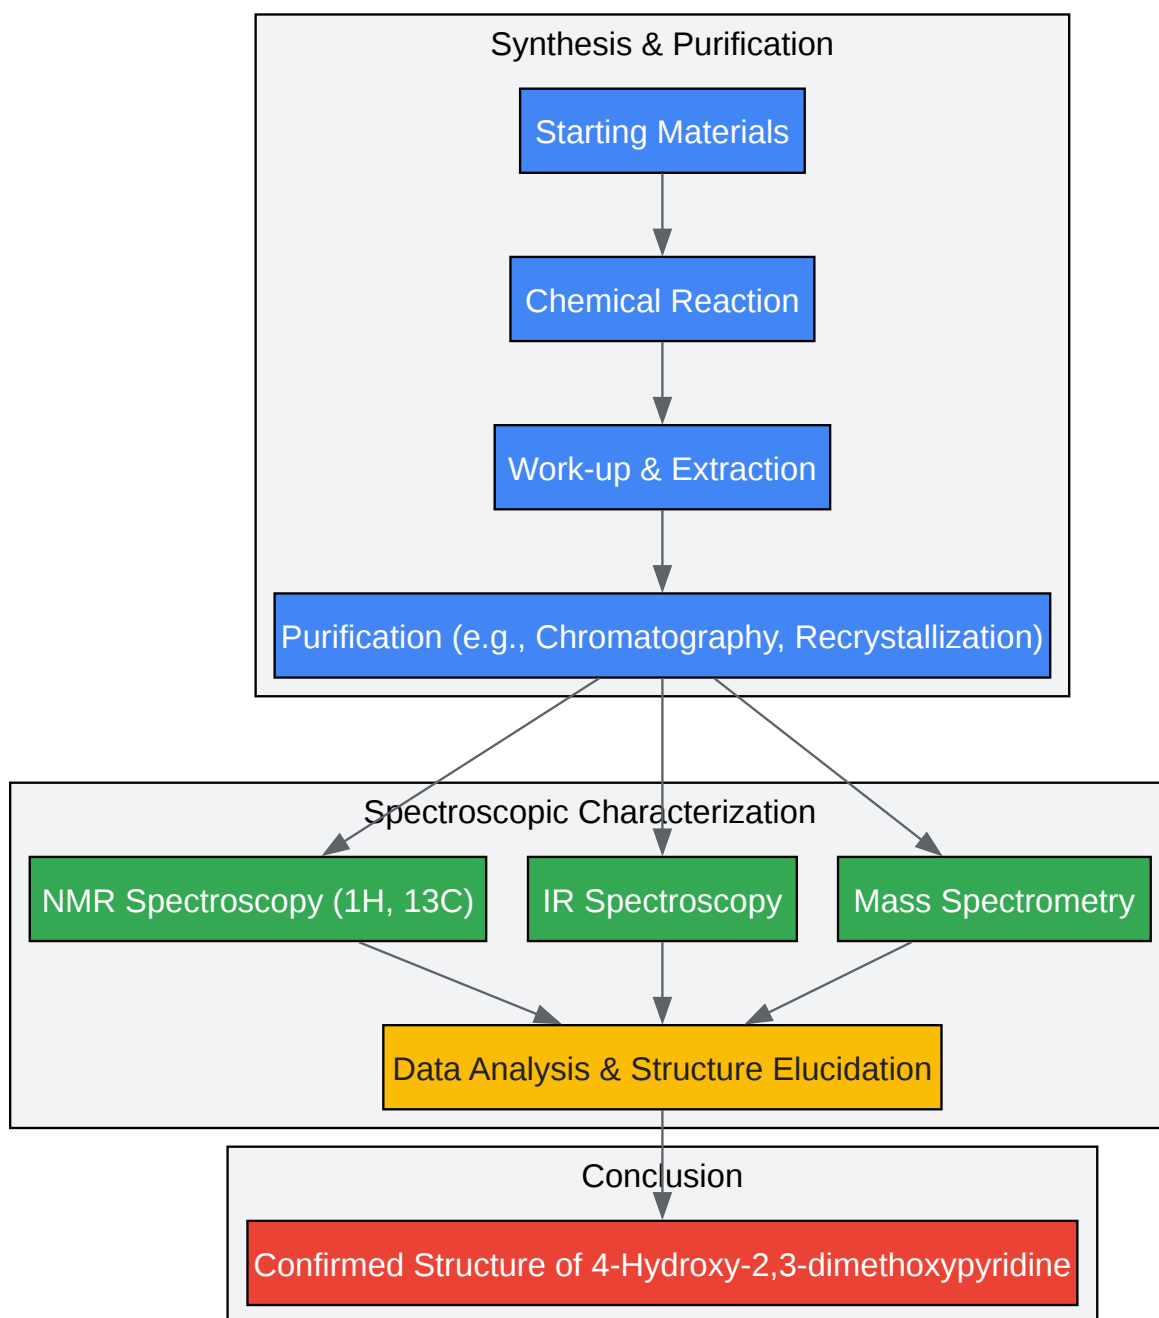 Synthesis & Purification
Starting Materials
Chemical Reaction
Work-up & Extraction
Purification (e.g., Chromatography, Recrystallization)
Spectroscopic Characterization
NMR Spectroscopy (1H, 13C)
IR Spectroscopy
Mass Spectrometry
Data Analysis & Structure Elucidation
Conclusion
Confirmed Structure of 4-Hydroxy-2,3-dimethoxypyridine